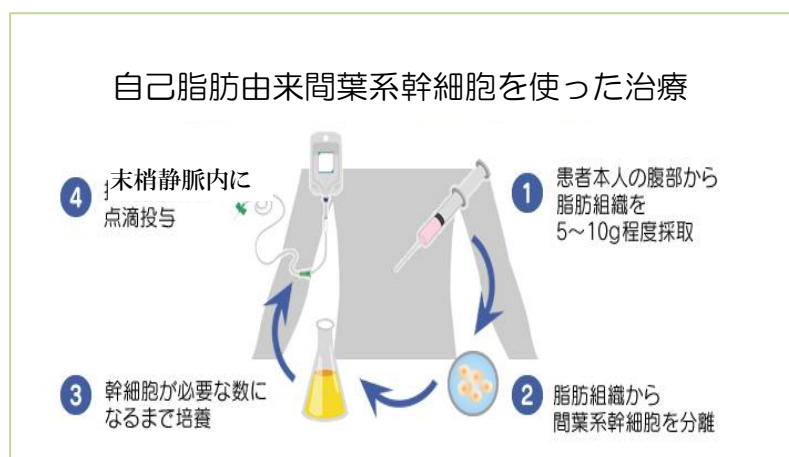 自己脂肪由来間葉系幹細胞を使った治療
1
患者本人の腹部から
脂肪組織を
5〜10g程度採取
2
脂肪組織から
間葉系幹細胞を分離
3
幹細胞が必要な数に
なるまで培養
4
末梢静脈内に
点滴投与